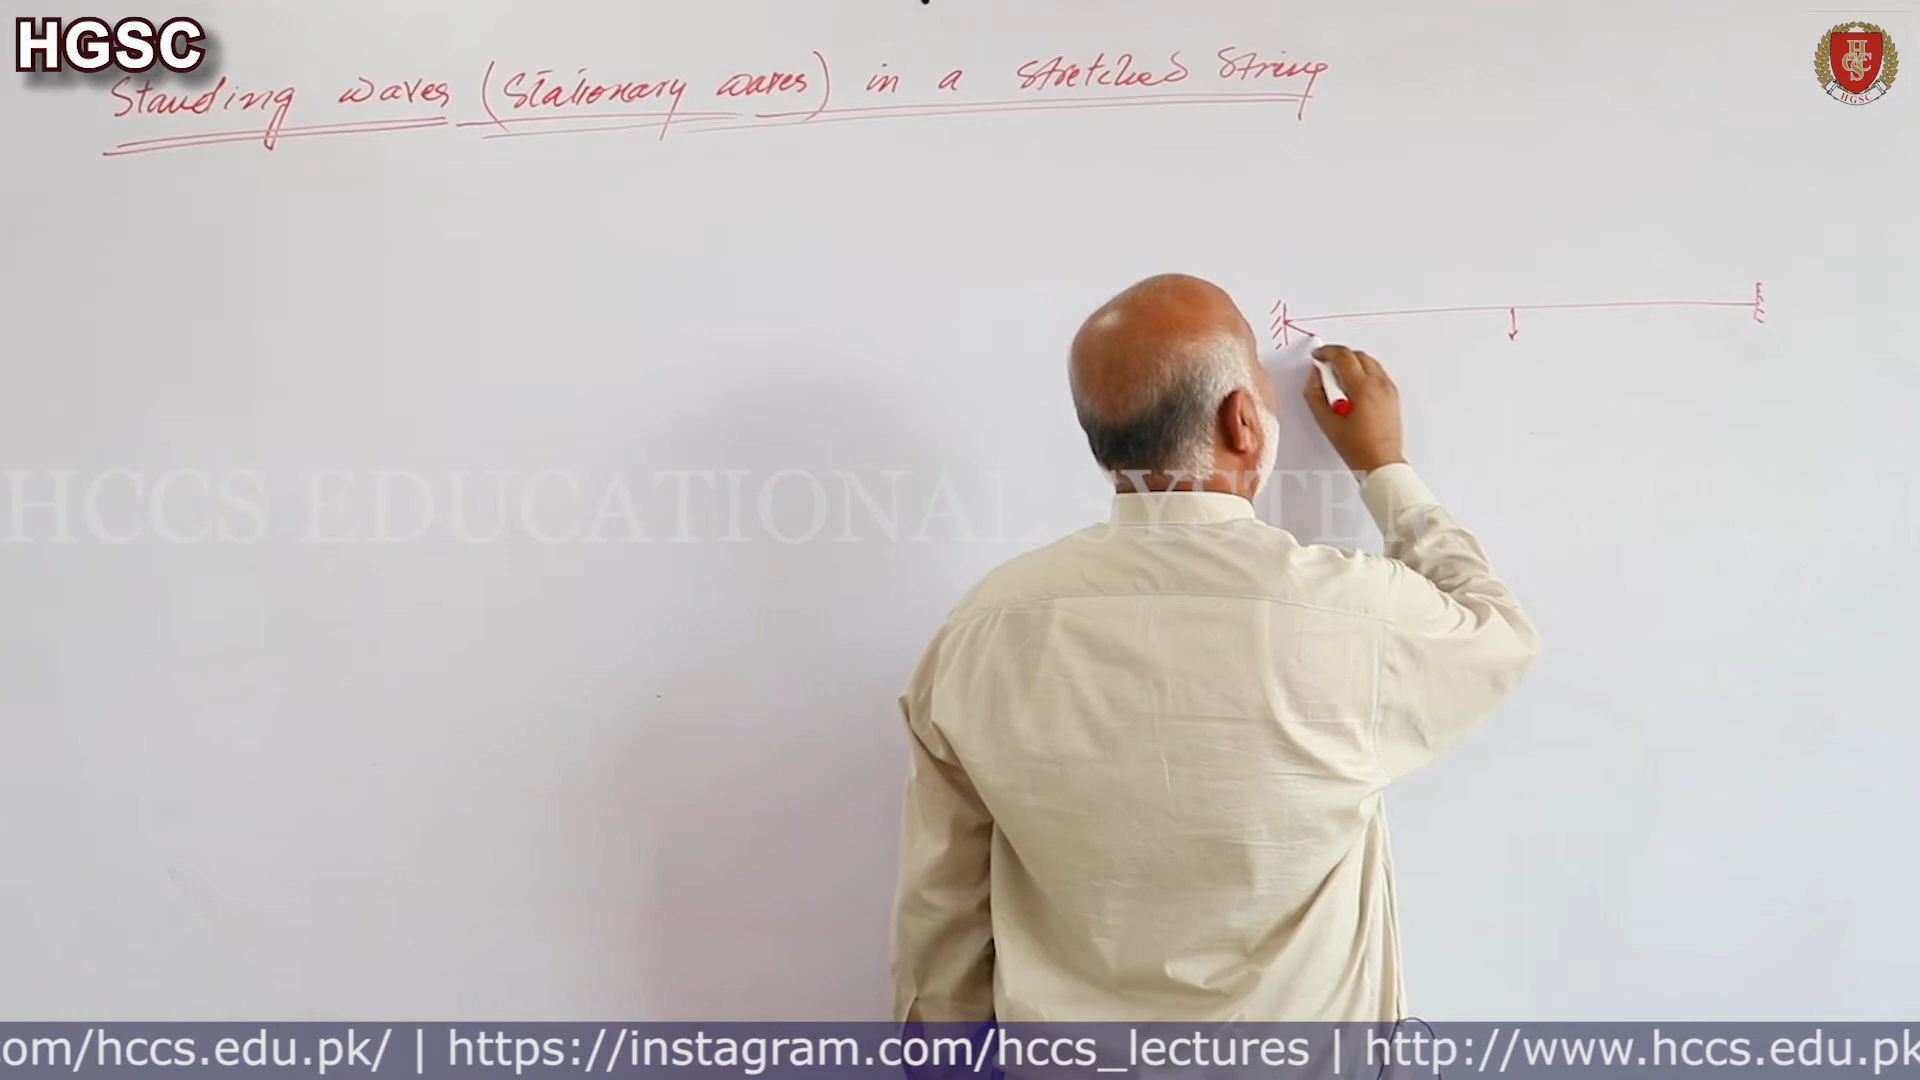 HGSC
Standing waves (Stationary waves) in a stretched string
HGSC
HCCS EDUCATIONAL SYSTEM
om/hccs.edu.pk/ | https://instagram.com/hccs_lectures | http://www.hccs.edu.pk